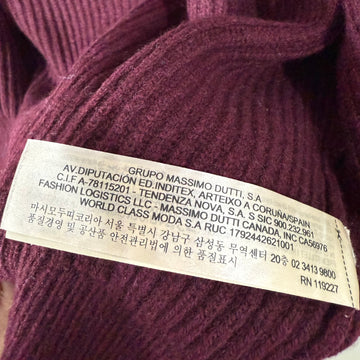 GRUPO MASSIMO DUTTI, S.A
AV.DIPUTACIÓN ED.INDITEX, ARTEIXO,A CORUÑA/SPAIN
C.I.F A-78115201 - TENDENZA NOVA, S.A. S SIC 900.232.961
FASHION LOGISTICS LLC - MASSIMO DUTTI CANADA, INC CA56976
WORLD CLASS MODA S.A RUC 1792442621001
마시모두띠코리아 서울 특별시 강남구 삼성동 무역센터 20층 02 3413 9800
품질경영 및 공산품 안전관리법에 의한 품질표시
RN 119227